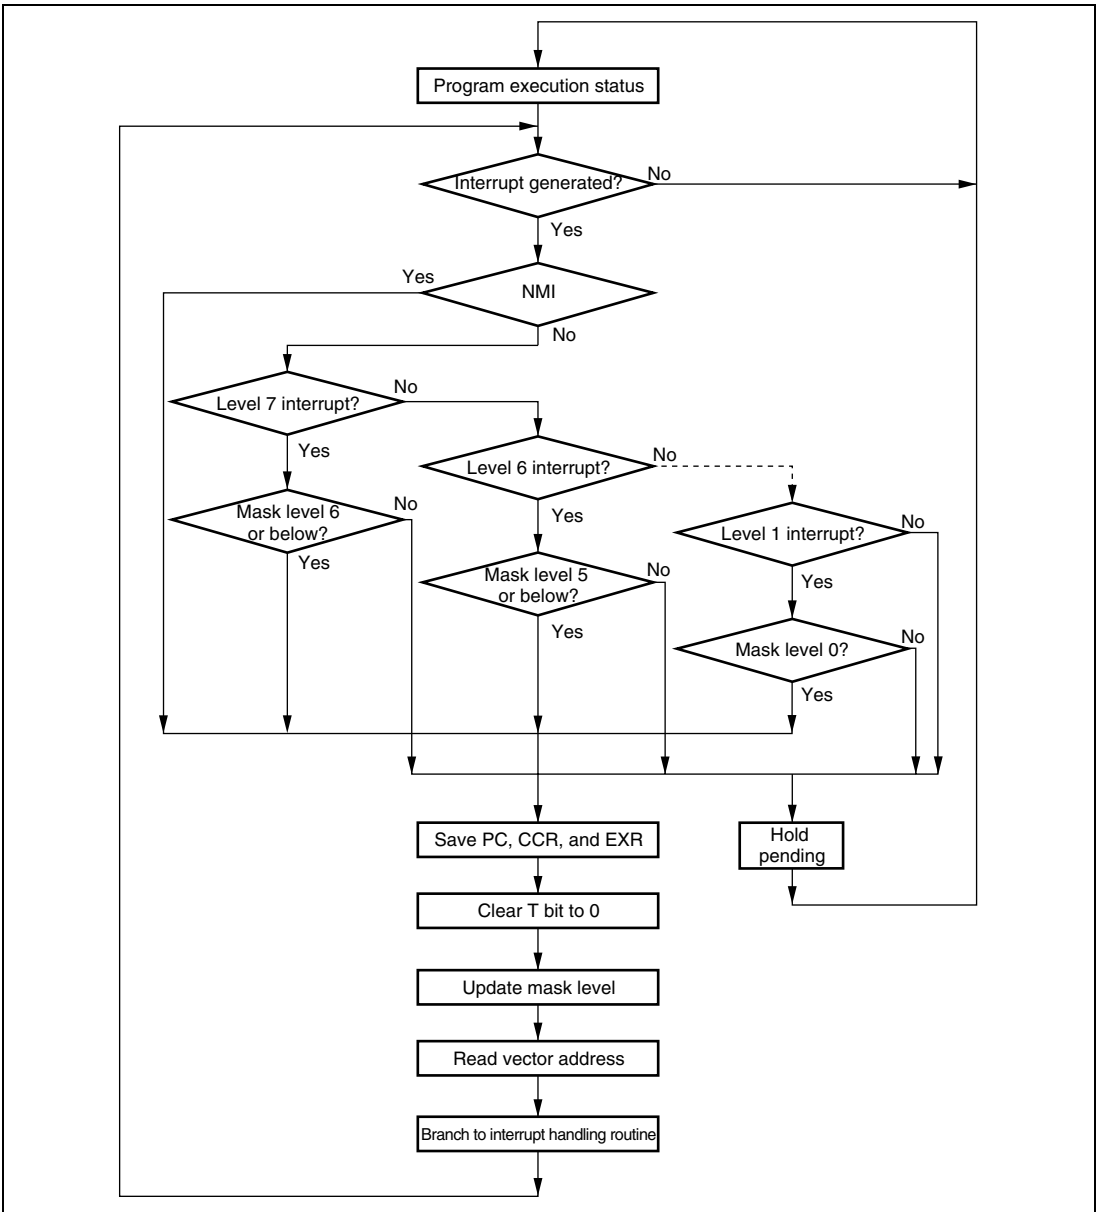 Program execution status
Interrupt generated?
No
Yes
Yes
NMI
No
Level 7 interrupt?
No
Yes
Level 6 interrupt?
No
Yes
Mask level 6
or below?
No
Yes
Level 1 interrupt?
No
Yes
Mask level 5
or below?
No
Yes
Mask level 0?
No
Yes
Save PC, CCR, and EXR
Hold
pending
Clear T bit to 0
Update mask level
Read vector address
Branch to interrupt handling routine